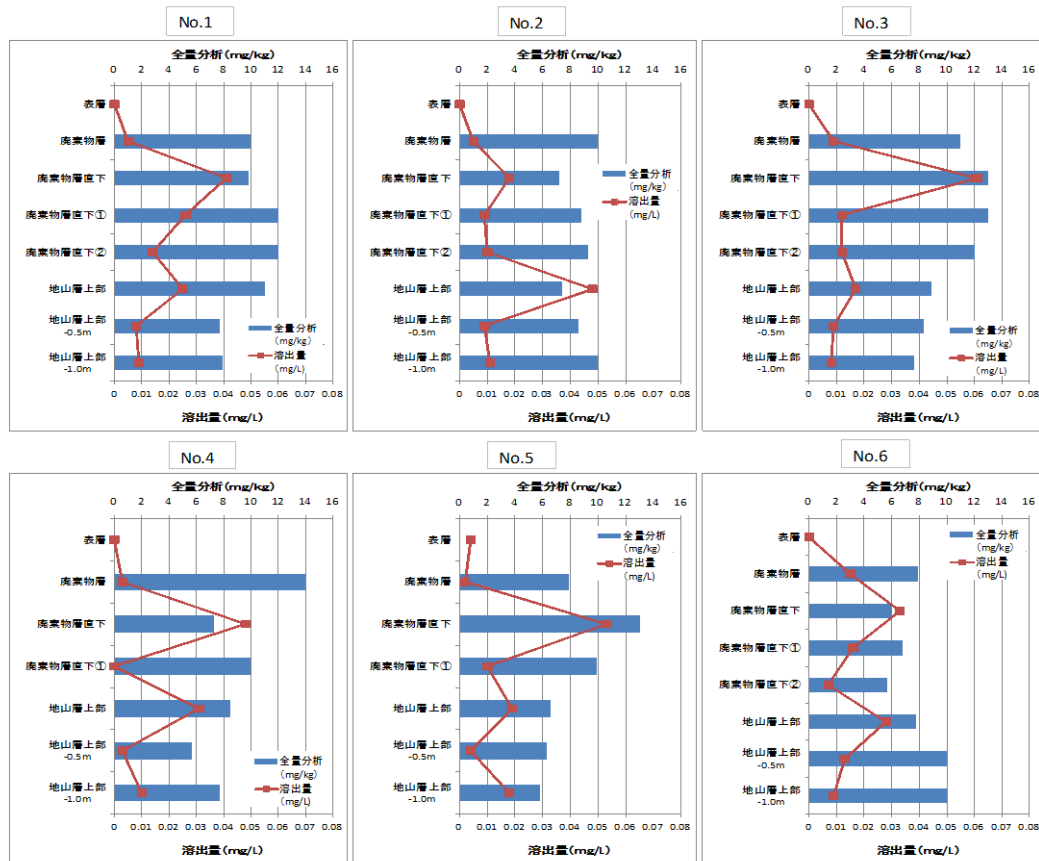 No.1
全量分析(mg/kg)
0 2 4 6 8 10 12 14 16
表層
廃棄物層
廃棄物層直下
廃棄物層直下①
廃棄物層直下②
地山層上部
地山層上部
-0.5m
地山層上部
-1.0m
全量分析
(mg/kg)
溶出量
(mg/L)
0 0.01 0.02 0.03 0.04 0.05 0.06 0.07 0.08
溶出量(mg/L)
No.2
全量分析(mg/kg)
0 2 4 6 8 10 12 14 16
表層
廃棄物層
廃棄物層直下
廃棄物層直下①
廃棄物層直下②
地山層上部
地山層上部
-0.5m
地山層上部
-1.0m
全量分析
(mg/kg)
溶出量
(mg/L)
0 0.01 0.02 0.03 0.04 0.05 0.06 0.07 0.08
溶出量(mg/L)
No.3
全量分析(mg/kg)
0 2 4 6 8 10 12 14 16
表層
廃棄物層
廃棄物層直下
廃棄物層直下①
廃棄物層直下②
地山層上部
地山層上部
-0.5m
地山層上部
-1.0m
全量分析
(mg/kg)
溶出量
(mg/L)
0 0.01 0.02 0.03 0.04 0.05 0.06 0.07 0.08
溶出量(mg/L)
No.4
全量分析(mg/kg)
0 2 4 6 8 10 12 14 16
表層
廃棄物層
廃棄物層直下
廃棄物層直下①
地山層上部
地山層上部
-0.5m
地山層上部
-1.0m
全量分析
(mg/kg)
溶出量
(mg/L)
0 0.01 0.02 0.03 0.04 0.05 0.06 0.07 0.08
溶出量(mg/L)
No.5
全量分析(mg/kg)
0 2 4 6 8 10 12 14 16
表層
廃棄物層
廃棄物層直下
廃棄物層直下①
地山層上部
地山層上部
-0.5m
地山層上部
-1.0m
全量分析
(mg/kg)
溶出量
(mg/L)
0 0.01 0.02 0.03 0.04 0.05 0.06 0.07 0.08
溶出量(mg/L)
No.6
全量分析(mg/kg)
0 2 4 6 8 10 12 14 16
表層
廃棄物層
廃棄物層直下
廃棄物層直下①
廃棄物層直下②
地山層上部
地山層上部
-0.5m
地山層上部
-1.0m
全量分析
(mg/kg)
溶出量
(mg/L)
0 0.01 0.02 0.03 0.04 0.05 0.06 0.07 0.08
溶出量(mg/L)